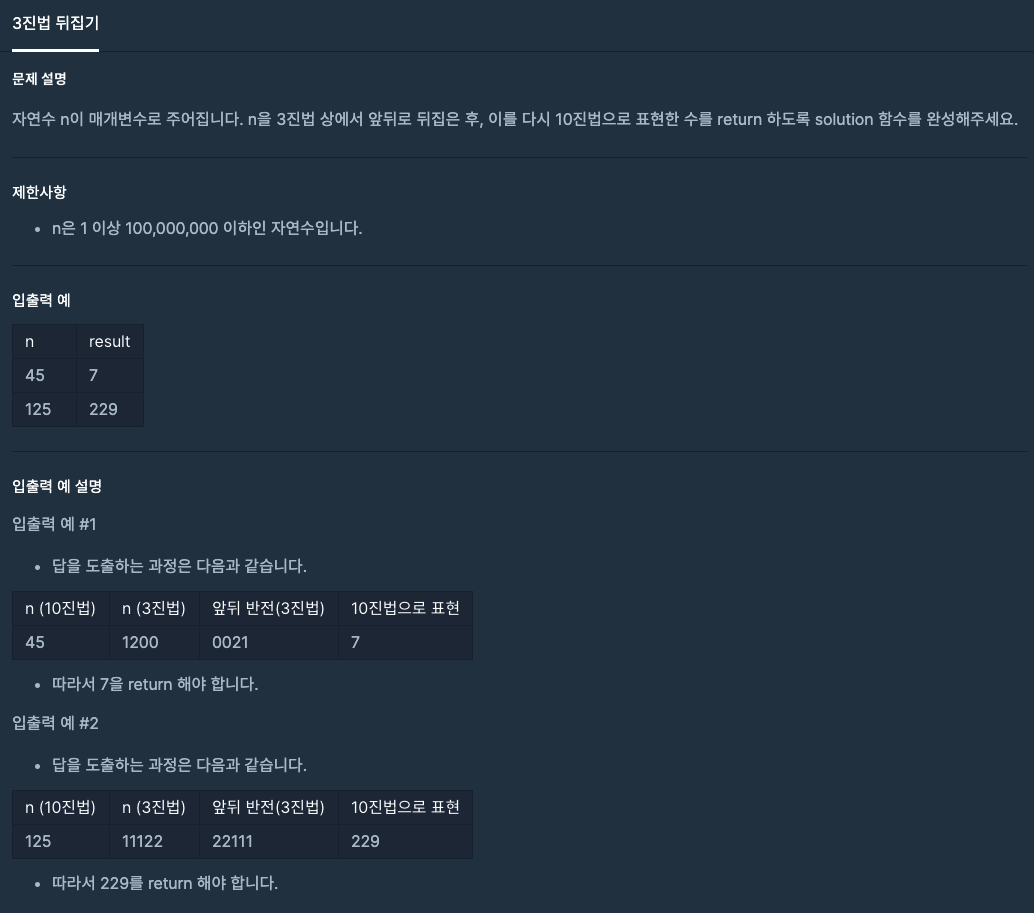 3진법 뒤집기
문제 설명
자연수 n이 매개변수로 주어집니다. n을 3진법 상에서 앞뒤로 뒤집은 후, 이를 다시 10진법으로 표현한 수를 return 하도록 solution 함수를 완성해주세요.
제한사항
• n은 1 이상 100,000,000 이하인 자연수입니다.
입출력 예
n result
45 7
125 229
입출력 예 설명
입출력 예 #1
• 답을 도출하는 과정은 다음과 같습니다.
n (10진법) n (3진법) 앞뒤 반전(3진법) 10진법으로 표현
45 1200 0021 7
• 따라서 7을 return 해야 합니다.
입출력 예 #2
• 답을 도출하는 과정은 다음과 같습니다.
n (10진법) n (3진법) 앞뒤 반전(3진법) 10진법으로 표현
125 11122 22111 229
• 따라서 229를 return 해야 합니다.